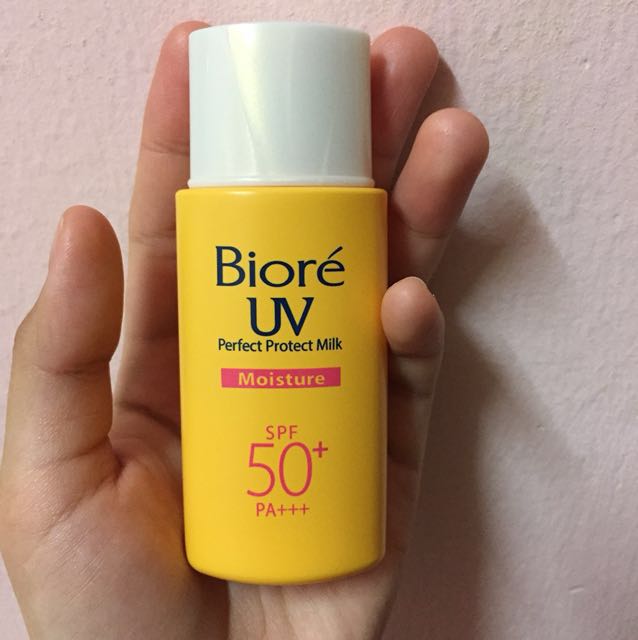 Bioré
UV
Perfect Protect Milk
Moisture
SPF
50+
PA+++